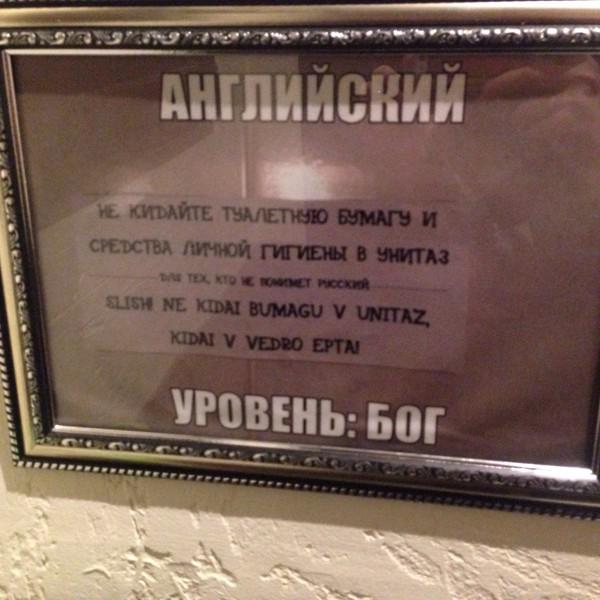 АНГЛИЙСКИЙ
НЕ КИДАЙТЕ ТУАЛЕТНУЮ БУМАГУ И
СРЕДСТВА ЛИЧНОЙ ГИГИЕНЫ В УНИТАЗ
ДЛЯ ТЕХ, КТО НЕ ПОНИМЕТ РУССКИЙ
SLISH! NE KIDAI BUMAGU V UNITAZ,
KIDAI V VEDRO EPTA!
УРОВЕНЬ: БОГ